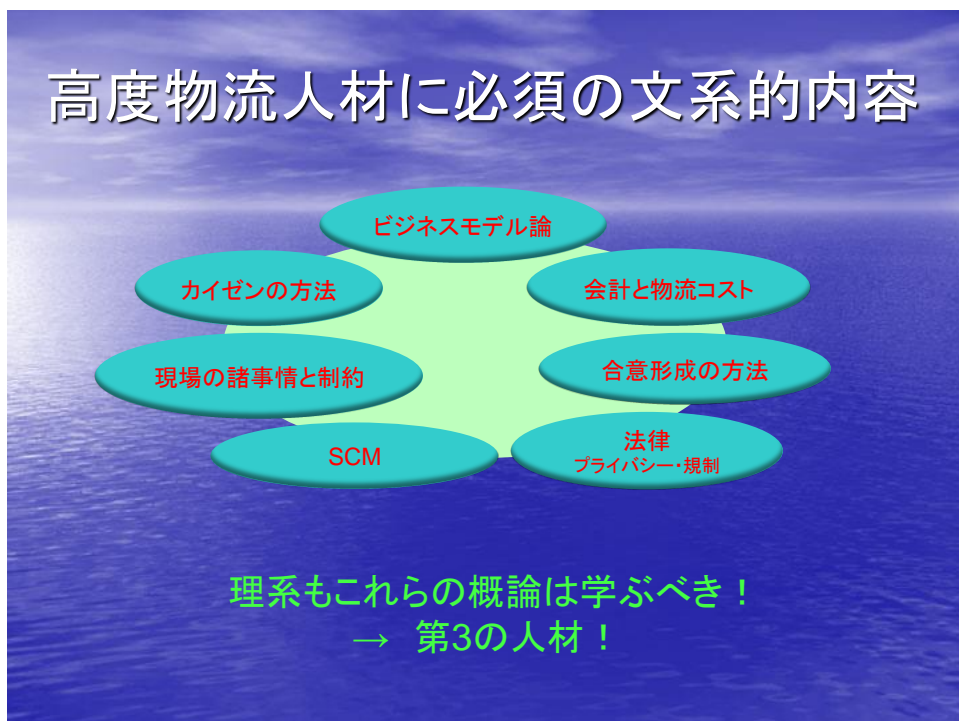 高度物流人材に必須の文系的内容
ビジネスモデル論
カイゼンの方法
会計と物流コスト
現場の諸事情と制約
合意形成の方法
SCM
法律
プライバシー・規制
理系もこれらの概論は学ぶべき！
→ 第3の人材！